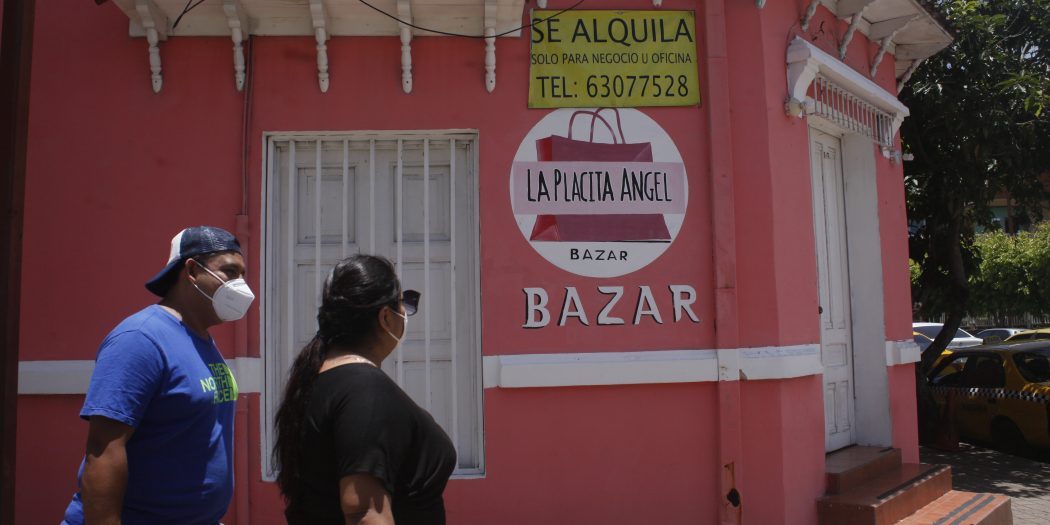 SE ALQUILA
SOLO PARA NEGOCIO U OFICINA
TEL: 63077528
LA PLACITA ANGEL
BAZAR
BAZAR